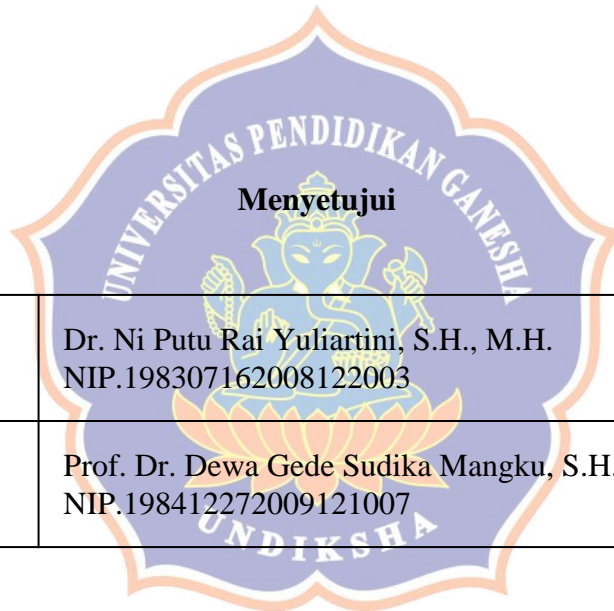 UNIVERSITAS PENDIDIKAN GANESHA
Menyetujui
Dr. Ni Putu Rai Yuliartini, S.H., M.H.
NIP.198307162008122003
Prof. Dr. Dewa Gede Sudika Mangku, S.H.
NIP.198412272009121007
UNDIKSHA